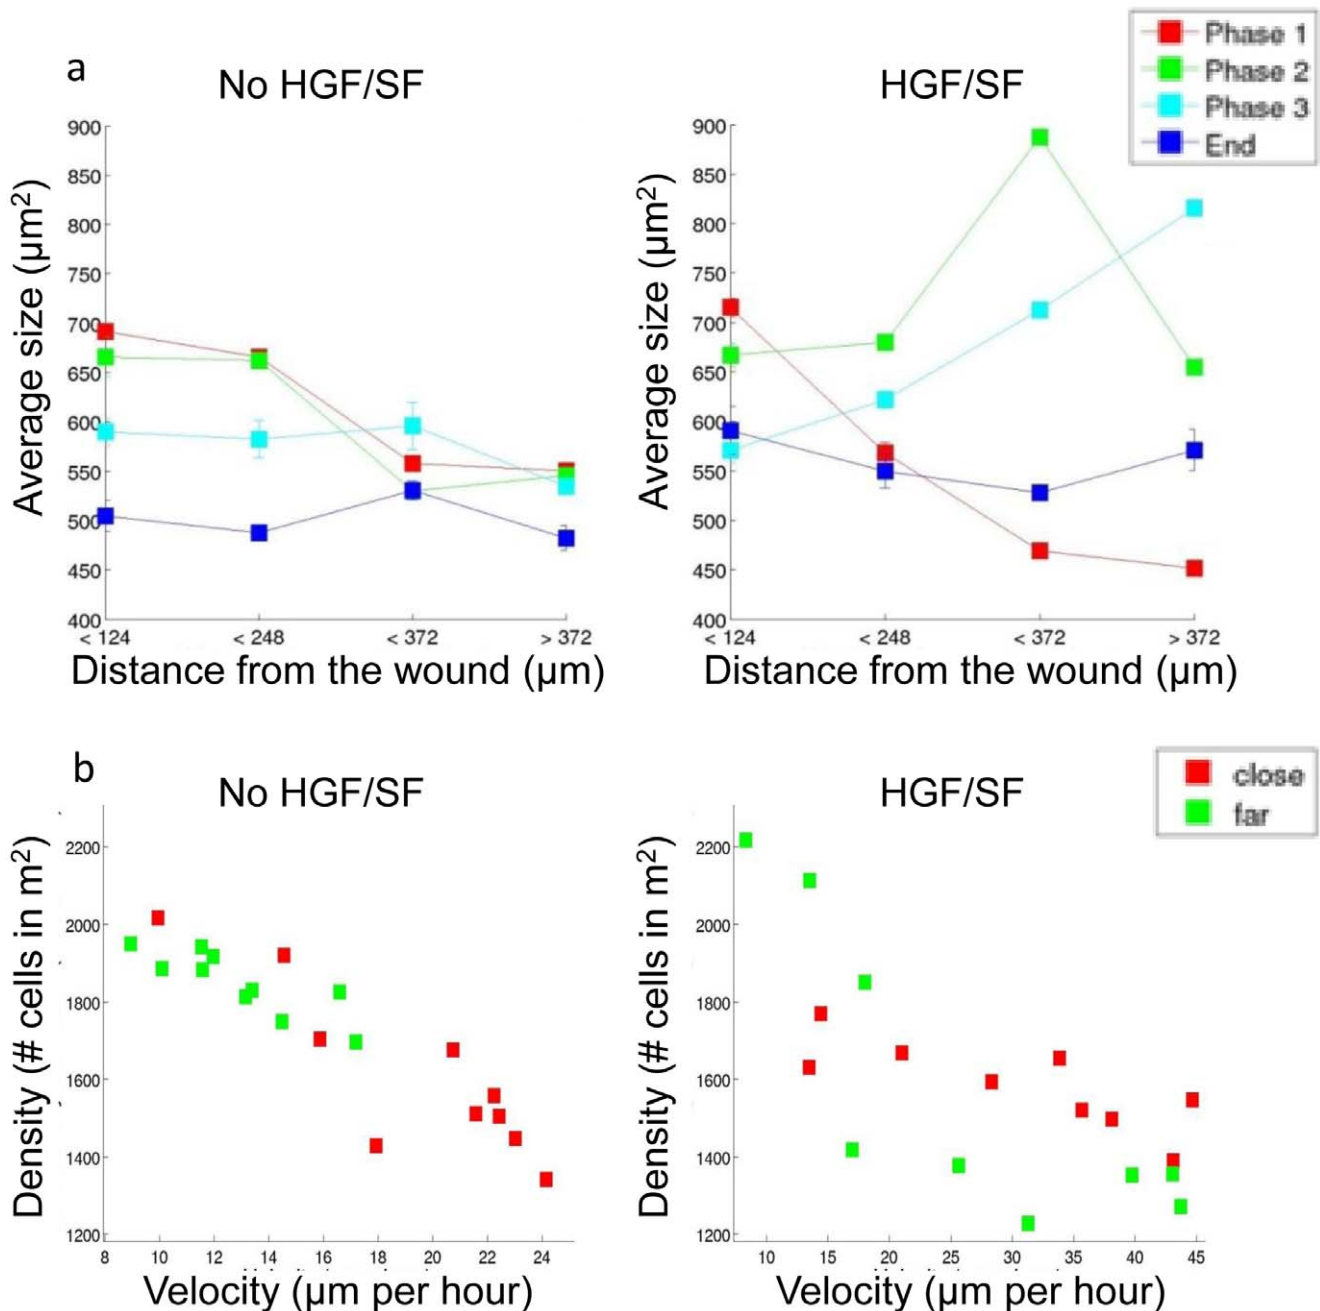 a
No HGF/SF
HGF/SF
Phase 1
Phase 2
Phase 3
End
Average size (µm²)
900
850
800
750
700
650
600
550
500
450
400
< 124
< 248
< 372
> 372
Distance from the wound (µm)
Average size (µm²)
900
850
800
750
700
650
600
550
500
450
400
< 124
< 248
< 372
> 372
Distance from the wound (µm)
b
No HGF/SF
HGF/SF
close
far
Density (# cells in m²)
2200
2000
1800
1600
1400
1200
8
10
12
14
16
18
20
22
24
Velocity (µm per hour)
Density (# cells in m²)
2200
2000
1800
1600
1400
1200
10
15
20
25
30
35
40
45
Velocity (µm per hour)